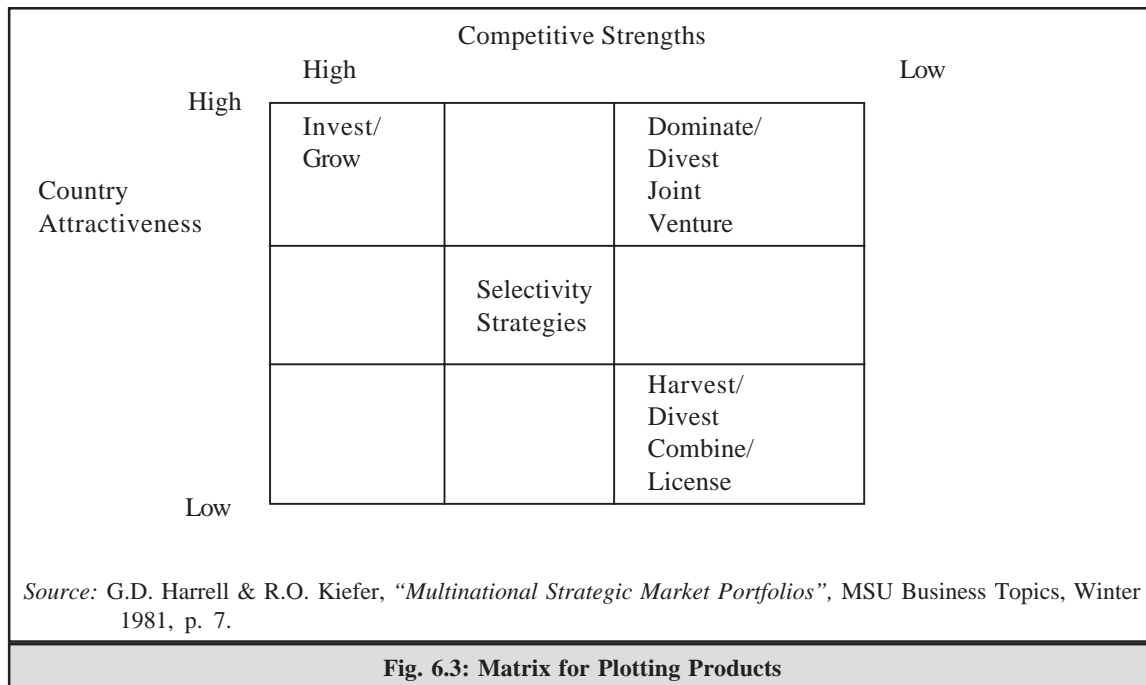 Competitive Strengths
High Low
High
Invest/
Grow
Dominate/
Divest
Joint
Venture
Country
Attractiveness
Selectivity
Strategies
Harvest/
Divest
Combine/
License
Low
Source: G.D. Harrell & R.O. Kiefer, “Multinational Strategic Market Portfolios”, MSU Business Topics, Winter
1981, p. 7.
Fig. 6.3: Matrix for Plotting Products